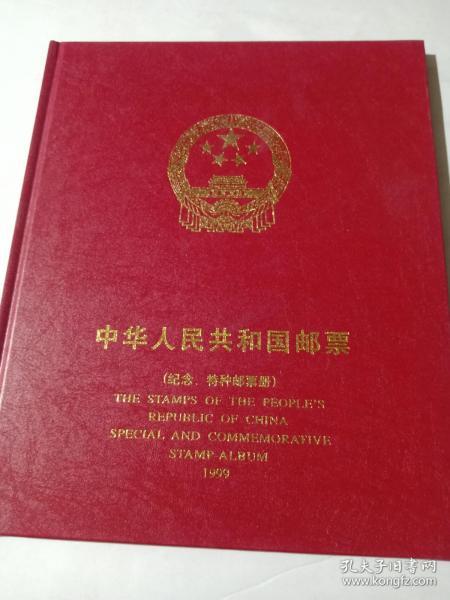 中华人民共和国邮票
(纪念、特种邮票册)
THE STAMPS OF THE PEOPLE'S
REPUBLIC OF CHINA
SPECIAL AND COMMEMORATIVE
STAMP ALBUM
1999
孔夫子旧书网
www.kongfz.com